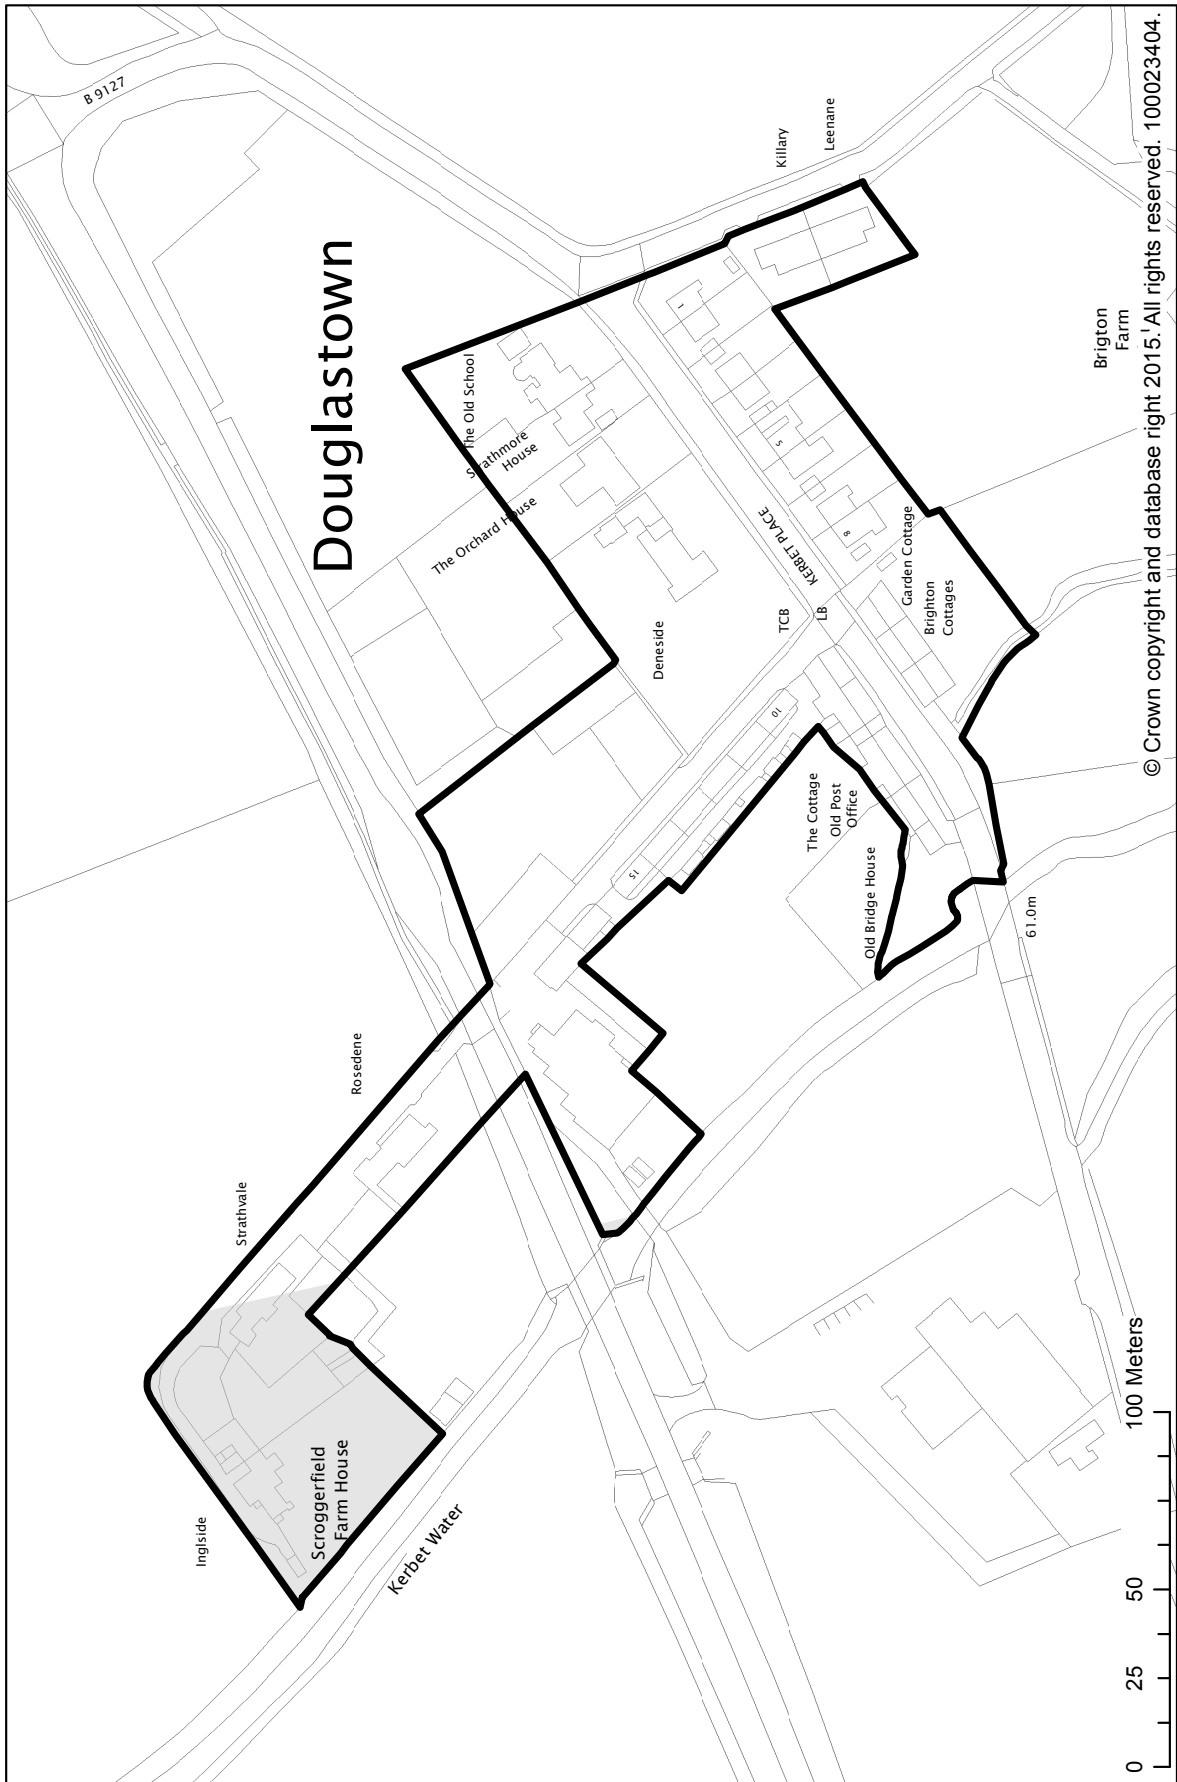 Douglastown
B 9127
Killary
Leenane
The Old School
Strathmore
House
The Orchard House
1
5
8
KERBET PLACE
Garden Cottage
Brighton
Cottages
TCB
LB
Deneside
10
15
The Cottage
Old Post
Office
Old Bridge House
61.0m
Brigton
Farm
Rosedene
Strathvale
Inglside
Scroggerfield
Farm House
Kerbet Water
0 25 50 100 Meters
© Crown copyright and database right 2015. All rights reserved. 100023404.